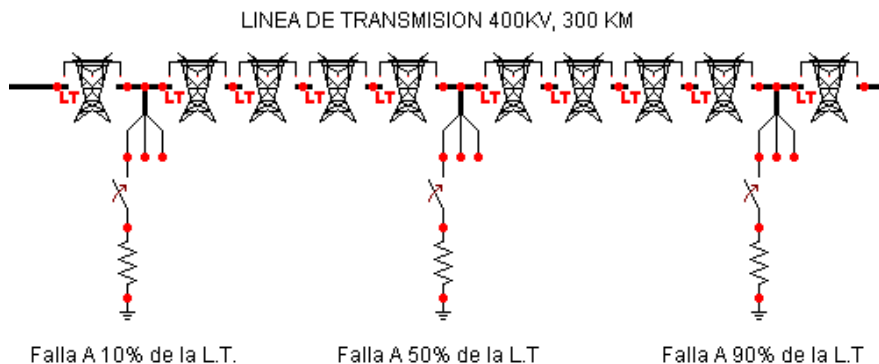 LINEA DE TRANSMISION 400KV, 300 KM
LT LT LT LT LT LT LT LT LT LT
Falla A 10% de la L.T. Falla A 50% de la L.T Falla A 90% de la L.T